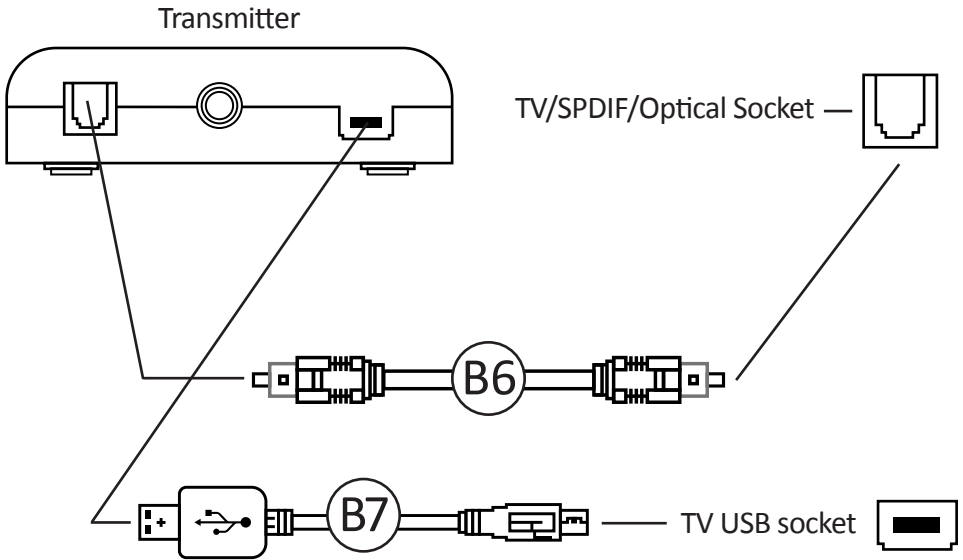 Transmitter
TV/SPDIF/Optical Socket
B6
B7
TV USB socket